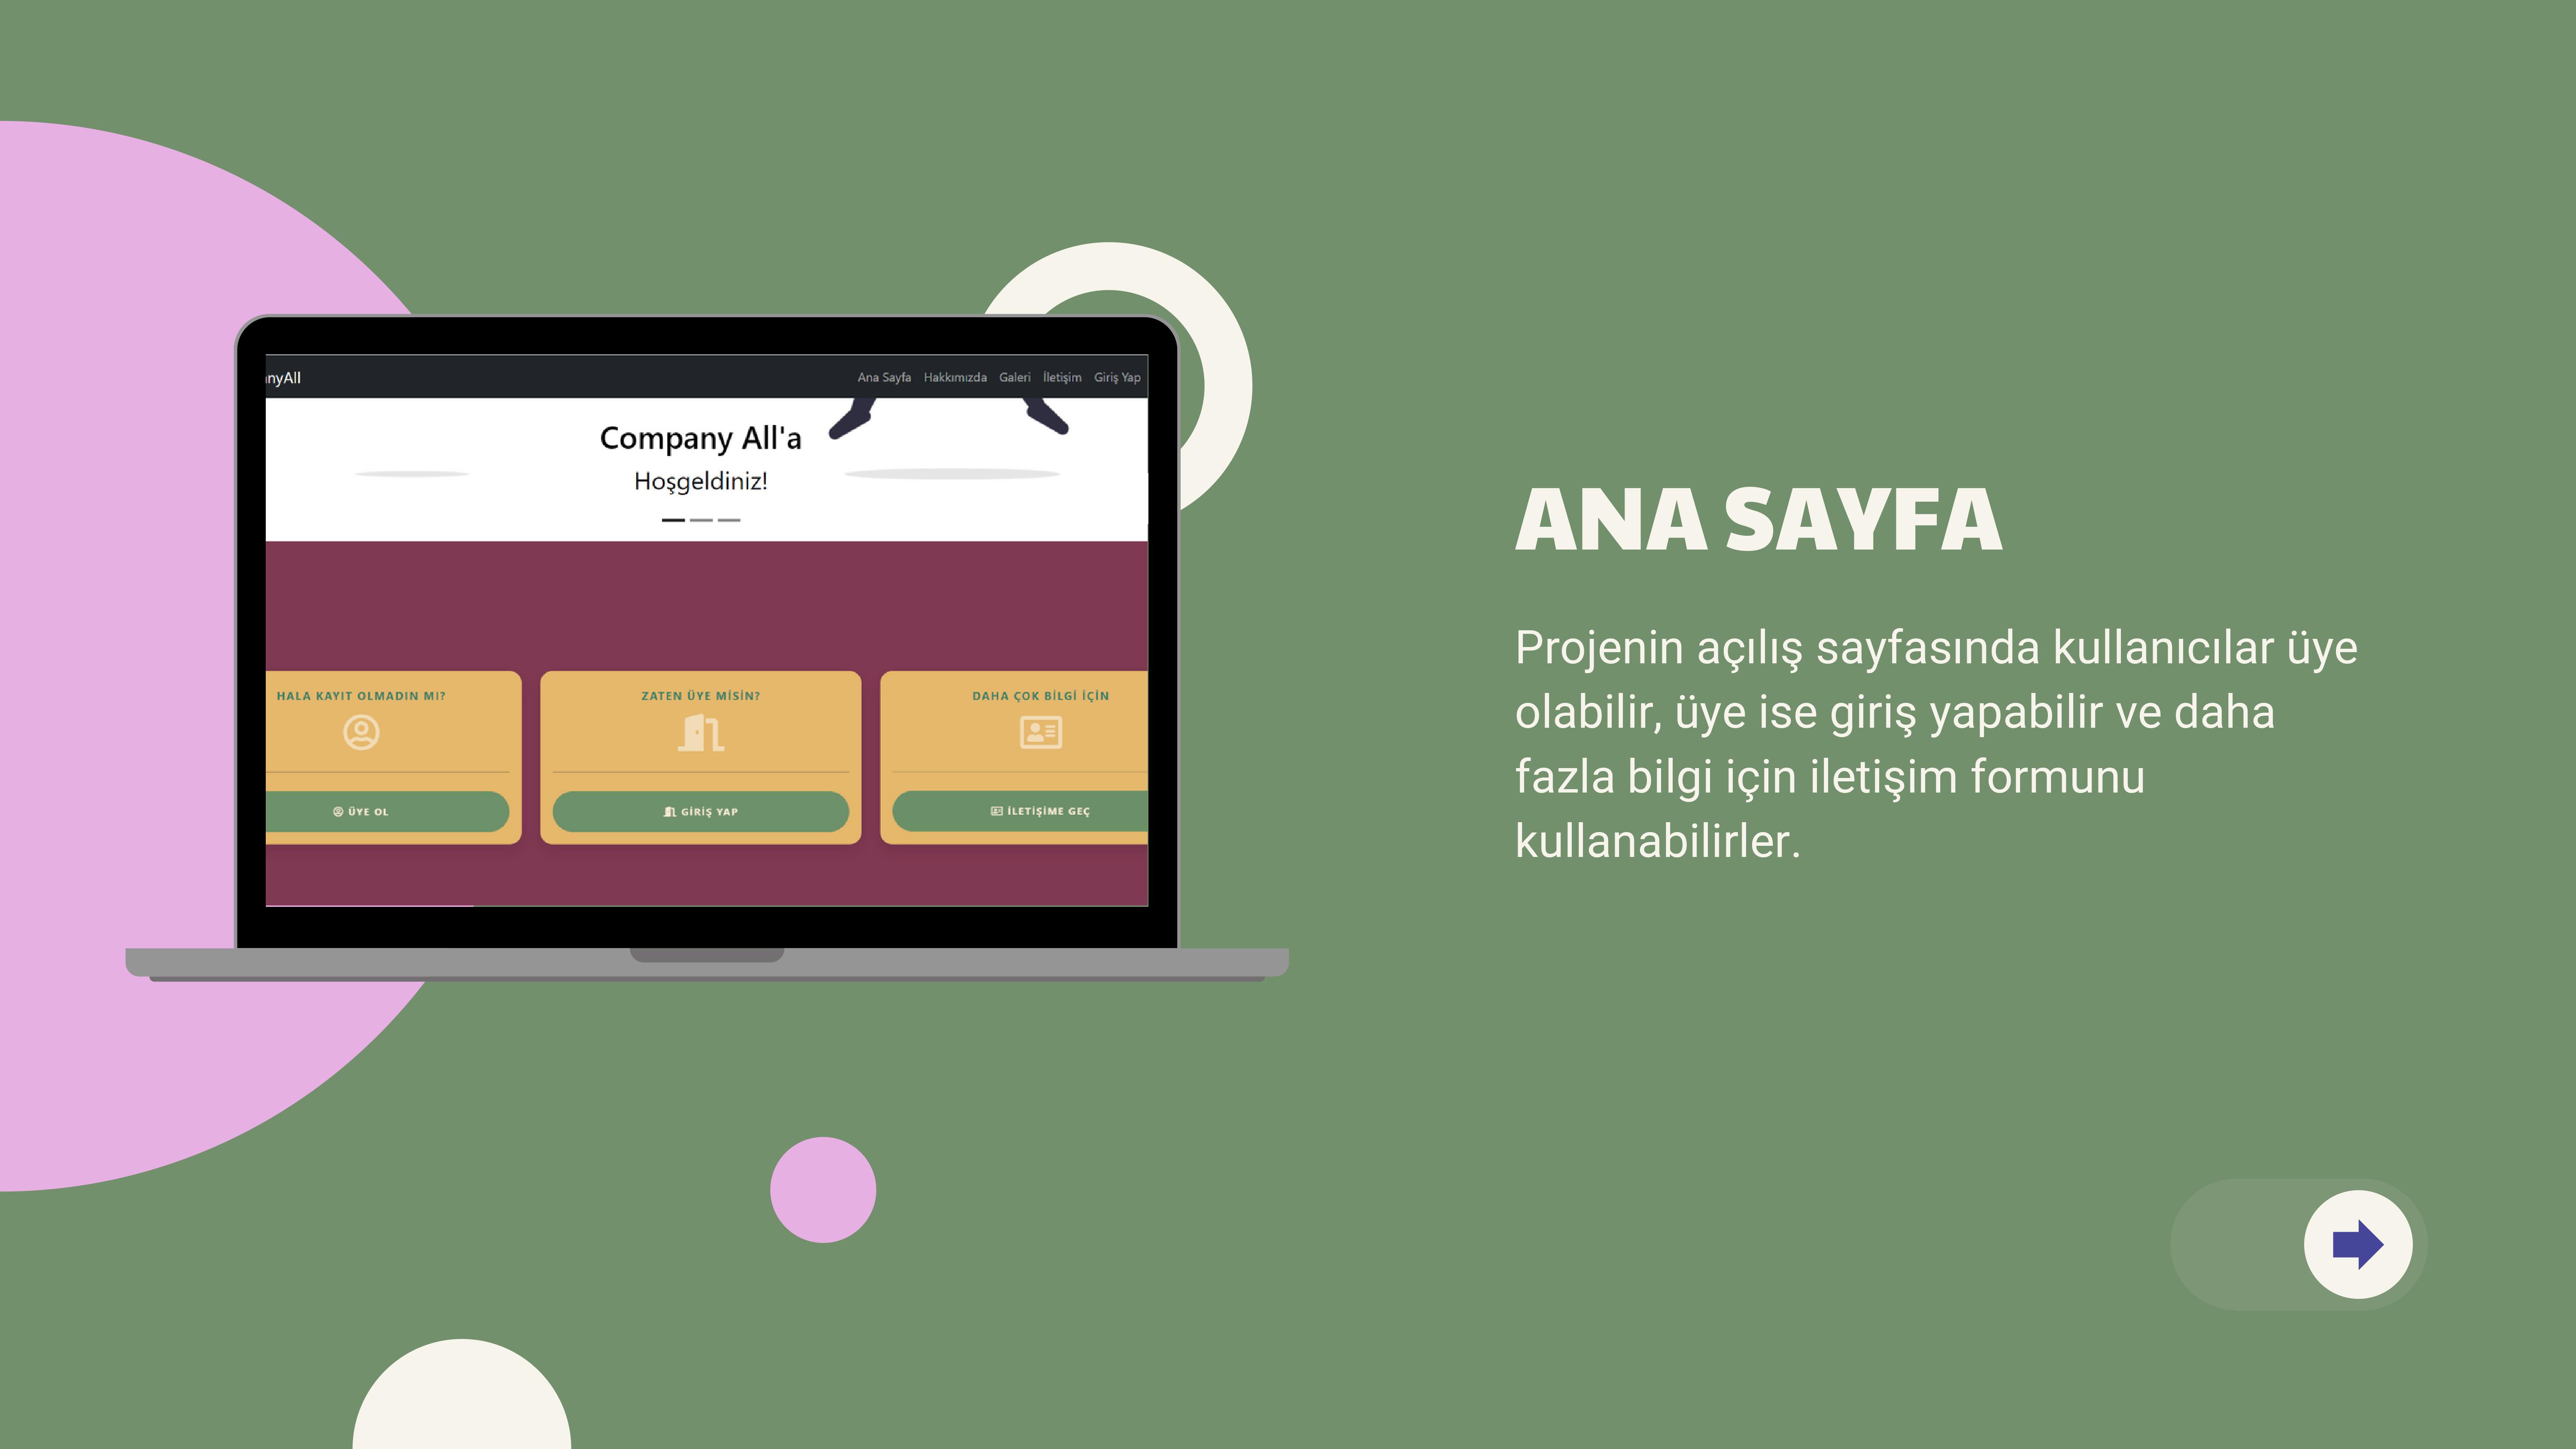 nyAll
Ana Sayfa Hakkımızda Galeri İletişim Giriş Yap
Company All'a
Hoşgeldiniz!
HALA KAYIT OLMADIN MI?
ÜYE OL
ZATEN ÜYE MİSİN?
GİRİŞ YAP
DAHA ÇOK BİLGİ İÇİN
İLETİŞİME GEÇ
ANA SAYFA
Projenin açılış sayfasında kullanıcılar üye
olabilir, üye ise giriş yapabilir ve daha
fazla bilgi için iletişim formunu
kullanabilirler.